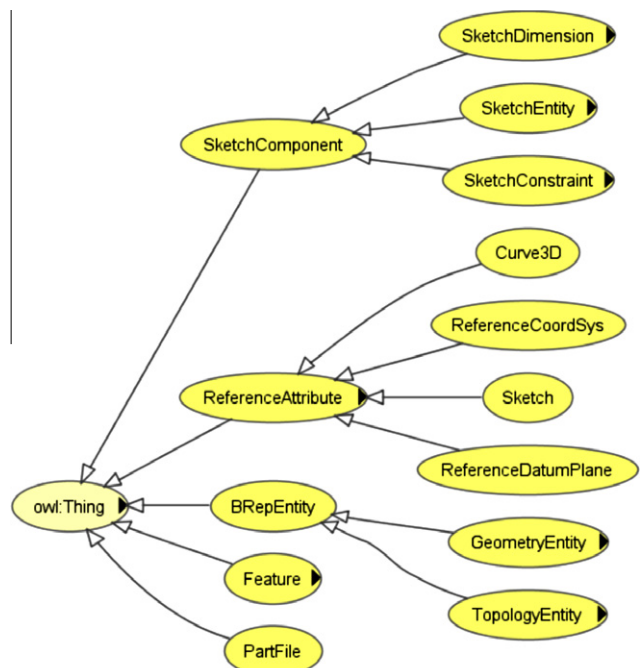 SketchDimension
SketchEntity
SketchComponent
SketchConstraint
Curve3D
ReferenceCoordSys
ReferenceAttribute
Sketch
ReferenceDatumPlane
owl:Thing
BRepEntity
GeometryEntity
Feature
TopologyEntity
PartFile